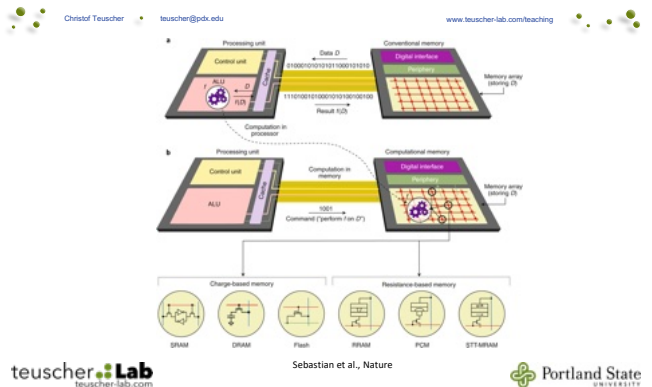 Christof Teuscher • teuscher@pdx.edu www.teuscher-lab.com/teaching
a
Processing unit Conventional memory
Control unit
ALU
f
D
f(D)
Cache
Data D
Result f(D)
Digital interface
Periphery
Memory array
(storing D)
Computation in
processor
b
Processing unit Computational memory
Control unit
ALU
Cache
Computation in
memory
1001
Command ("perform f on D")
Digital interface
Periphery
Memory array
(storing D)
Charge-based memory Resistance-based memory
SRAM DRAM Flash RRAM PCM STT-MRAM
Sebastian et al., Nature
teuscher Lab
teuscher-lab.com
Portland State
UNIVERSITY